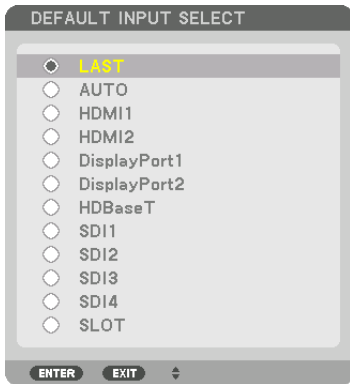 DEFAULT INPUT SELECT
LAST
AUTO
HDMI1
HDMI2
DisplayPort1
DisplayPort2
HDBaseT
SDI1
SDI2
SDI3
SDI4
SLOT
ENTER EXIT